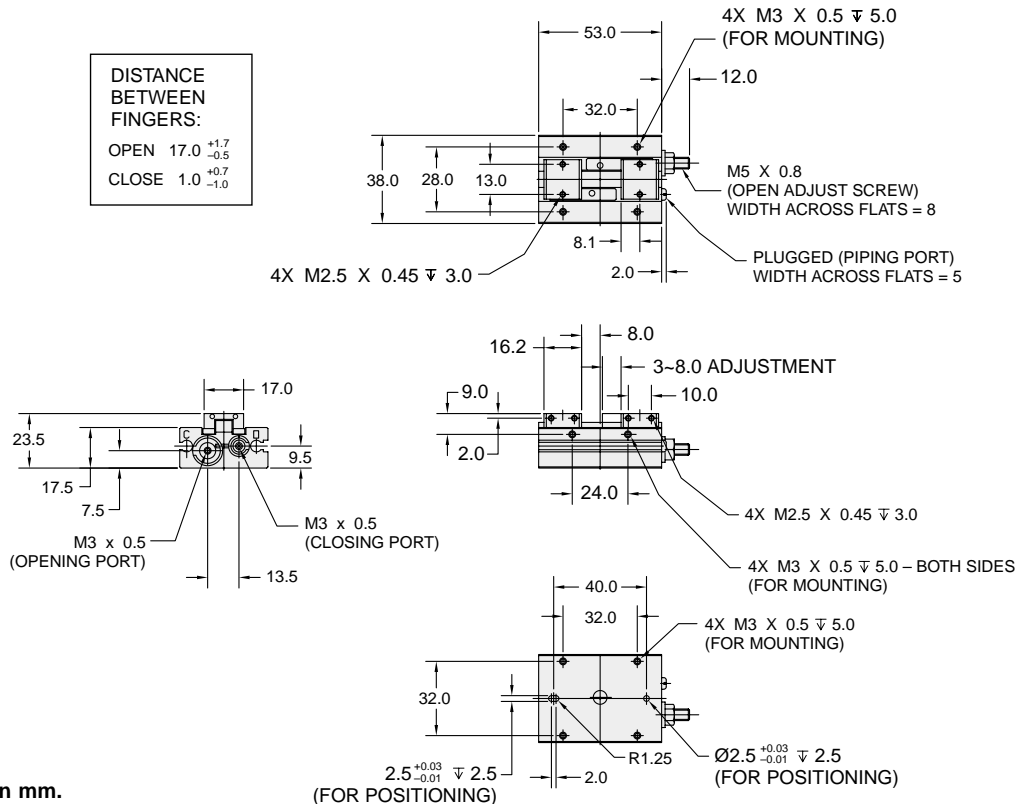 DISTANCE
BETWEEN
FINGERS:
OPEN 17.0 +1.7 –0.5
CLOSE 1.0 +0.7 –1.0
4X M3 X 0.5 ↧ 5.0
(FOR MOUNTING)
53.0
12.0
32.0
38.0
28.0
13.0
M5 X 0.8
(OPEN ADJUST SCREW)
WIDTH ACROSS FLATS = 8
8.1
4X M2.5 X 0.45 ↧ 3.0
2.0
PLUGGED (PIPING PORT)
WIDTH ACROSS FLATS = 5
8.0
16.2
3~8.0 ADJUSTMENT
9.0
10.0
2.0
24.0
4X M2.5 X 0.45 ↧ 3.0
4X M3 X 0.5 ↧ 5.0 – BOTH SIDES
(FOR MOUNTING)
17.0
23.5
C
9.5
17.5
7.5
M3 x 0.5
(OPENING PORT)
M3 x 0.5
(CLOSING PORT)
13.5
40.0
32.0
4X M3 X 0.5 ↧ 5.0
(FOR MOUNTING)
32.0
R1.25
2.5 +0.03 –0.01 ↧ 2.5
(FOR POSITIONING)
2.0
Ø2.5 +0.03 –0.01 ↧ 2.5
(FOR POSITIONING)
n mm.